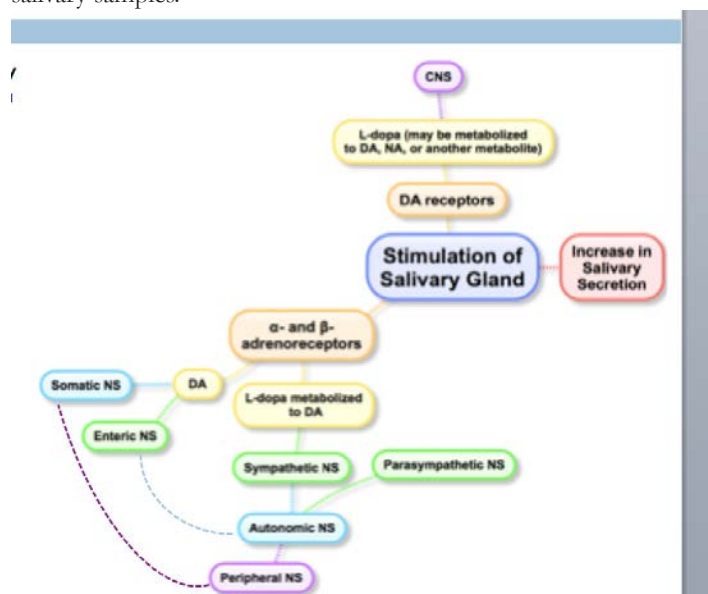 salivary samples.
CNS
L-dopa (may be metabolized
to DA, NA, or another metabolite)
DA receptors
Stimulation of
Salivary Gland
Increase in
Salivary
Secretion
α- and β-
adrenoreceptors
Somatic NS
DA
L-dopa metabolized
to DA
Enteric NS
Sympathetic NS
Parasympathetic NS
Autonomic NS
Peripheral NS